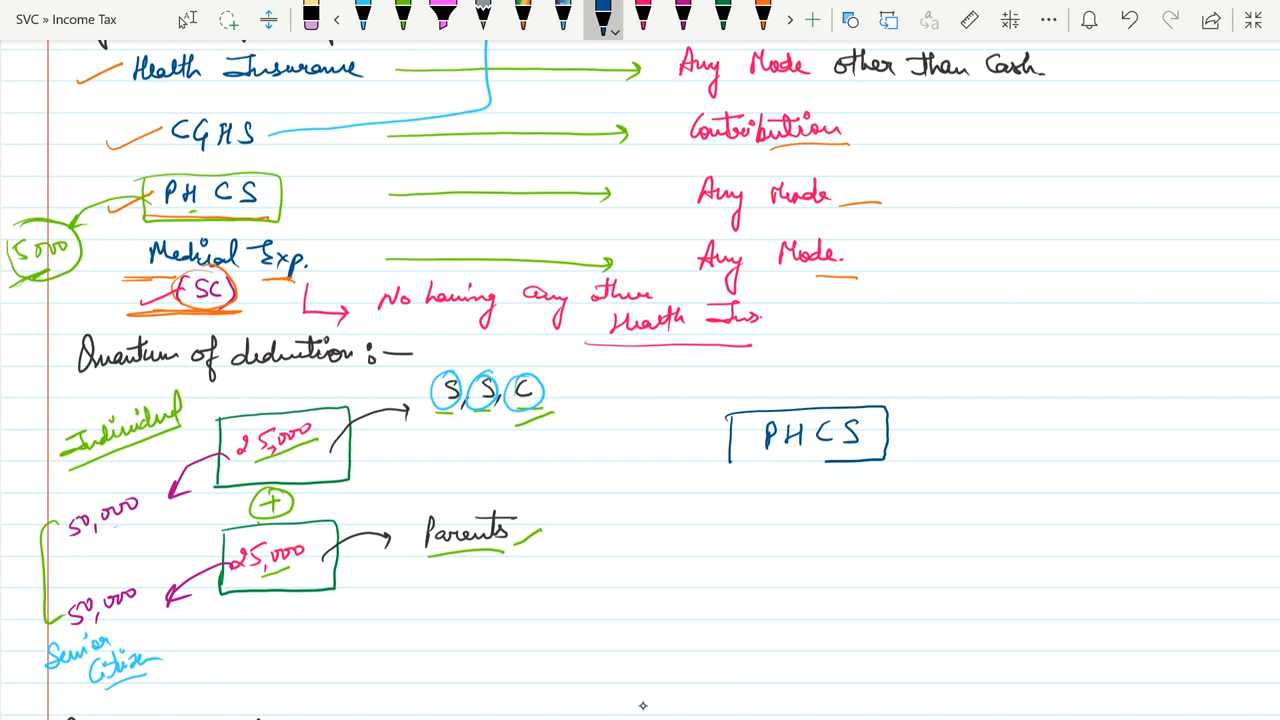 SVC » Income Tax
Health Insurance → Any Mode other than Cash.
CGHS → Contribution
PHCS → Any Mode
5000
Medical Exp. → Any Mode.
(SC)
No having any other
Health Ins.
Quantum of deduction :-
S, S, C
Individual
25,000
PHCS
50,000
+
25,000
Parents
50,000
Senior
Citizen